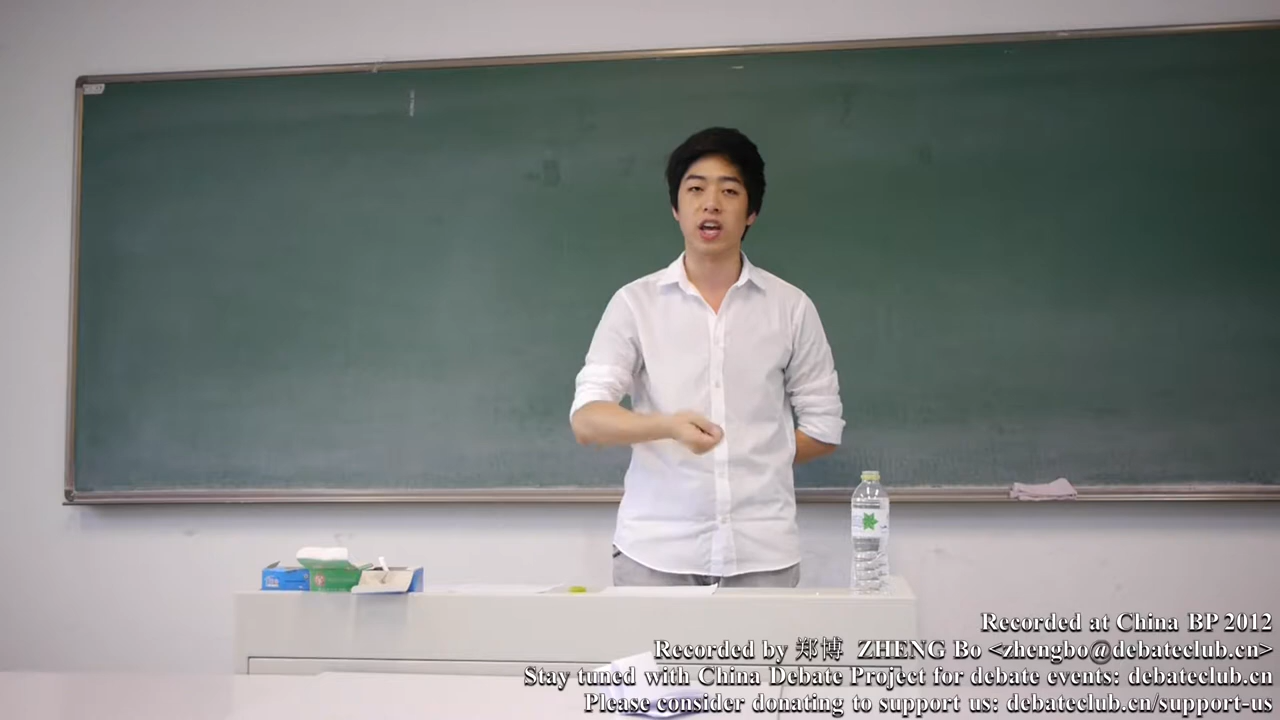 Recorded at China BP 2012
Recorded by 郑博 ZHENG Bo <zhengbo@debateclub.cn>
Stay tuned with China Debate Project for debate events: debateclub.cn
Please consider donating to support us: debateclub.cn/support-us